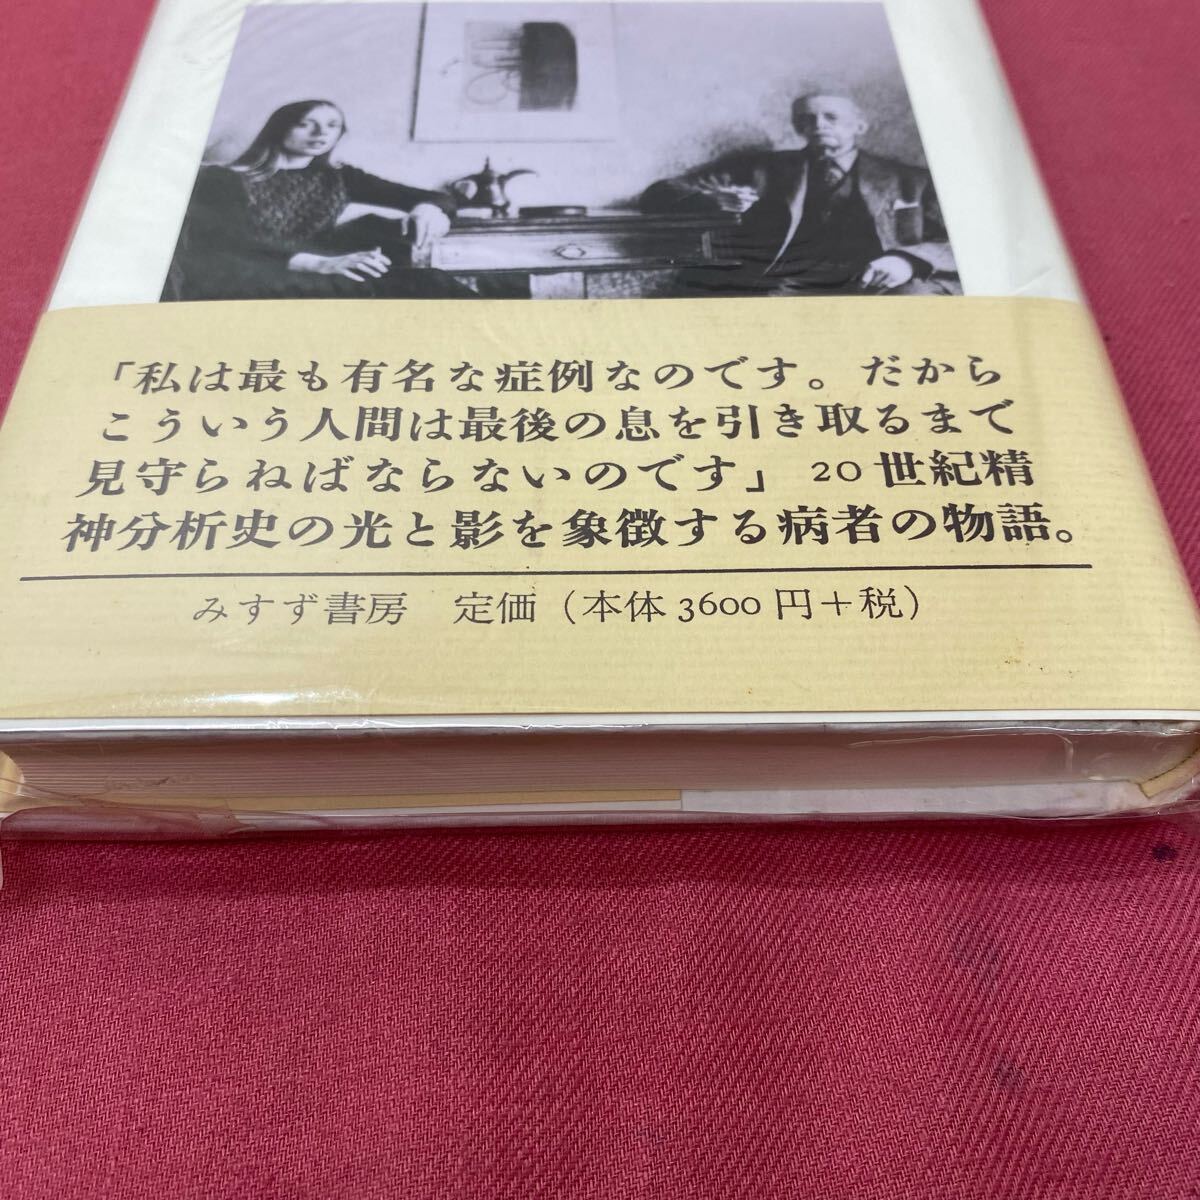 「私は最も有名な症例なのです。だから
こういう人間は最後の息を引き取るまで
見守らねばならないのです」 20世紀精
神分析史の光と影を象徴する病者の物語。
みすず書房　定価（本体3600円＋税）